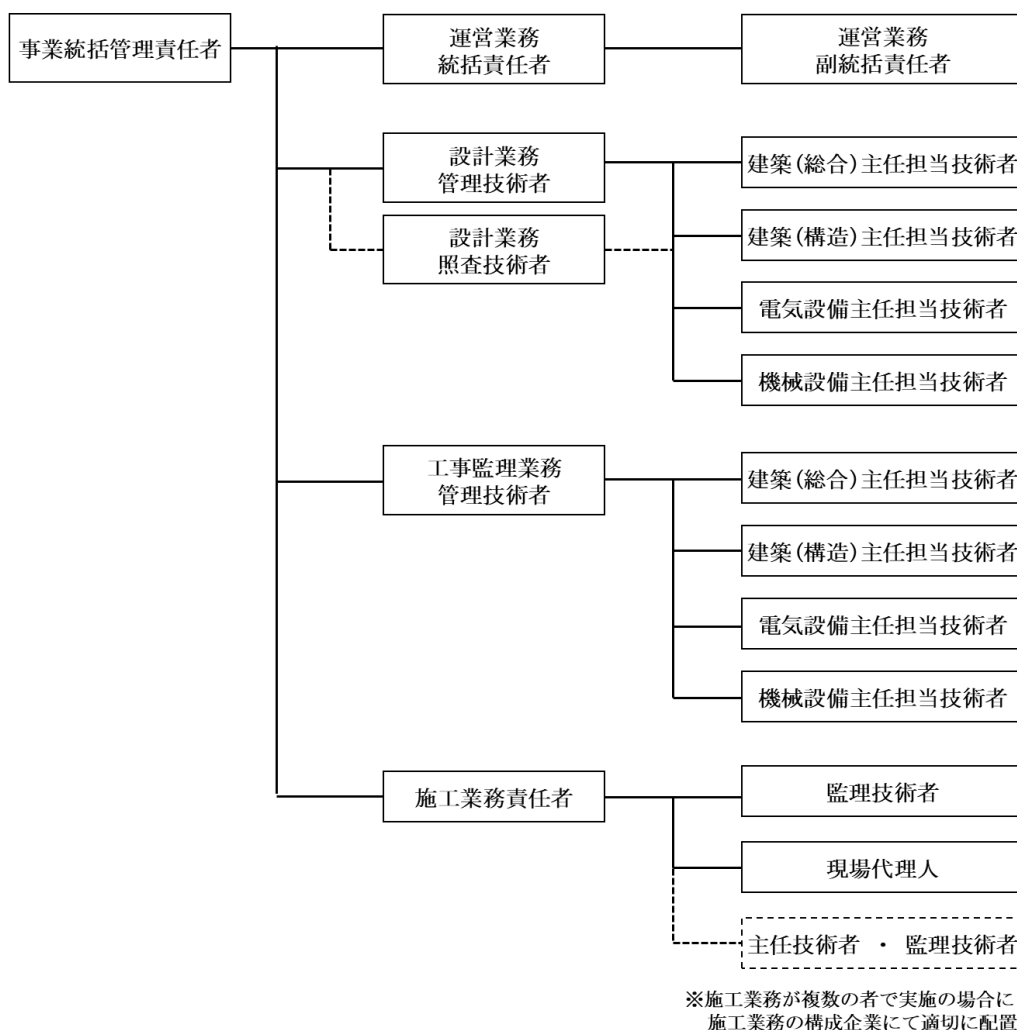 事業統括管理責任者
運営業務
統括責任者
運営業務
副統括責任者
設計業務
管理技術者
設計業務
照査技術者
建築(総合)主任担当技術者
建築(構造)主任担当技術者
電気設備主任担当技術者
機械設備主任担当技術者
工事監理業務
管理技術者
建築(総合)主任担当技術者
建築(構造)主任担当技術者
電気設備主任担当技術者
機械設備主任担当技術者
施工業務責任者
監理技術者
現場代理人
主任技術者 ・ 監理技術者
※施工業務が複数の者で実施の場合に
施工業務の構成企業にて適切に配置